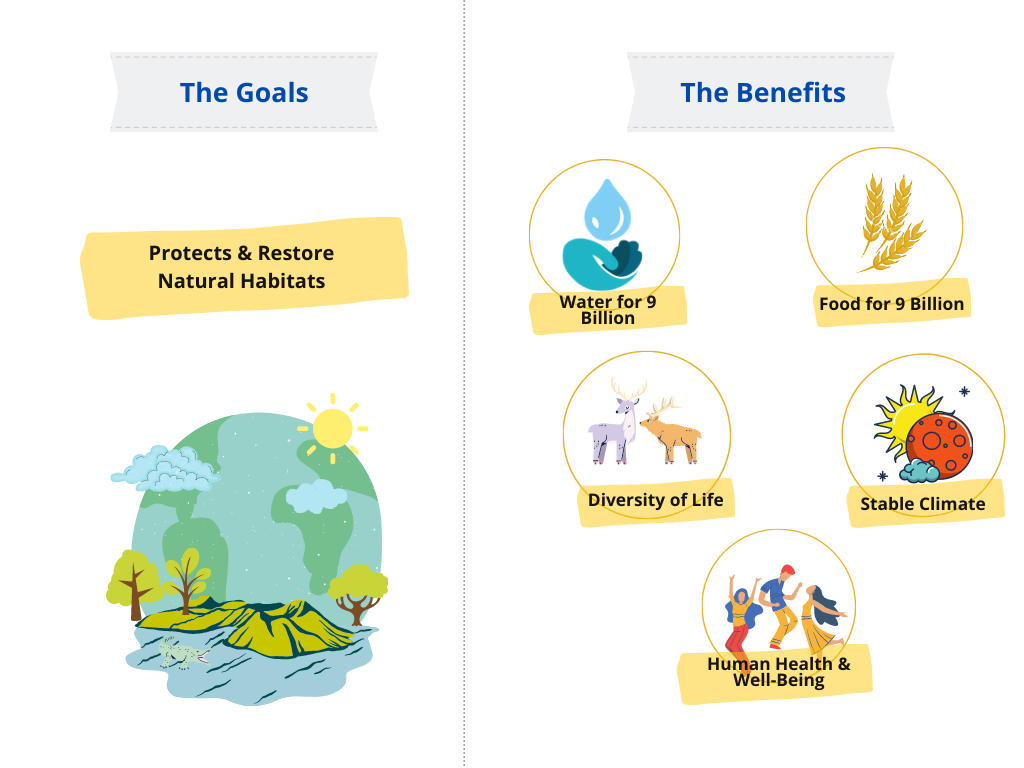 The Goals
Protects & Restore
Natural Habitats
The Benefits
Water for 9
Billion
Food for 9 Billion
Diversity of Life
Stable Climate
Human Health &
Well-Being